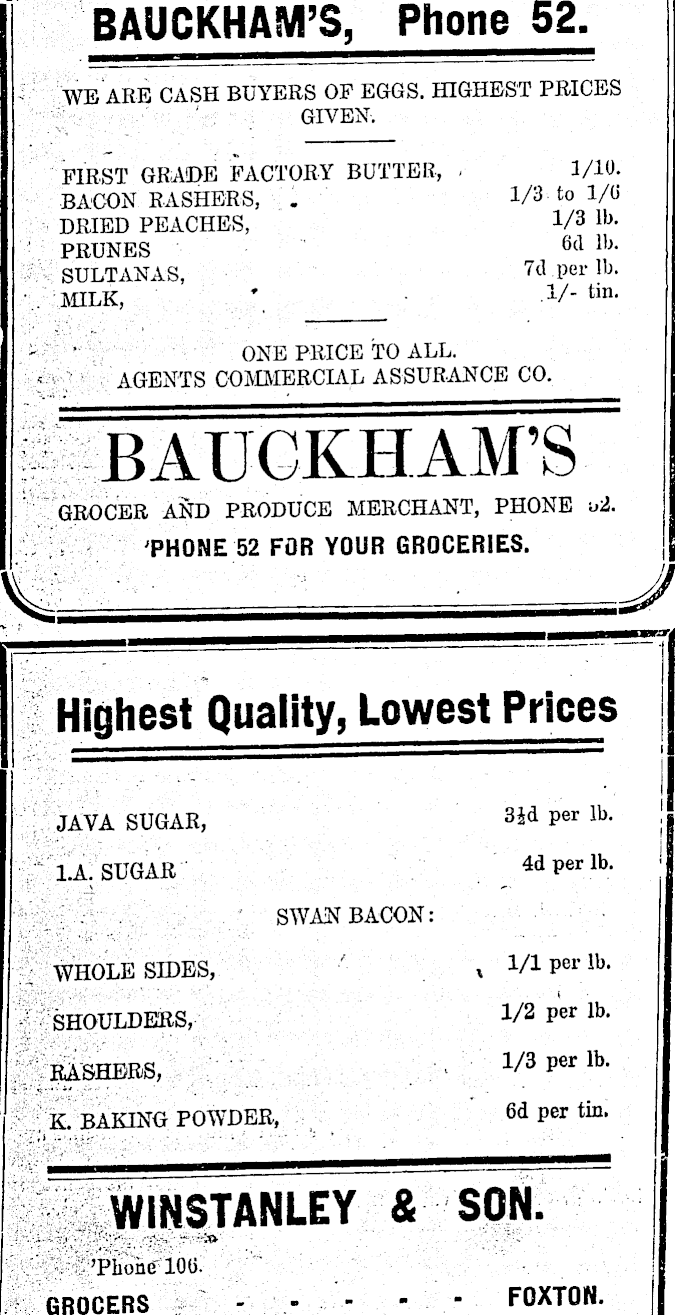 BAUCKHAM'S, Phone 52.
WE ARE CASH BUYERS OF EGGS. HIGHEST PRICES
GIVEN.
FIRST GRADE FACTORY BUTTER, 1/10.
BACON RASHERS, 1/3 to 1/6
DRIED PEACHES, 1/3 lb.
PRUNES 6d lb.
SULTANAS, 7d per lb.
MILK, 1/- tin.
ONE PRICE TO ALL.
AGENTS COMMERCIAL ASSURANCE CO.
BAUCKHAM'S
GROCER AND PRODUCE MERCHANT, PHONE 52.
'PHONE 52 FOR YOUR GROCERIES.
Highest Quality, Lowest Prices
JAVA SUGAR, 3½d per lb.
1.A. SUGAR 4d per lb.
SWAN BACON:
WHOLE SIDES, 1/1 per lb.
SHOULDERS, 1/2 per lb.
RASHERS, 1/3 per lb.
K. BAKING POWDER, 6d per tin.
WINSTANLEY & SON.
'Phone 106.
GROCERS - - - - - FOXTON.